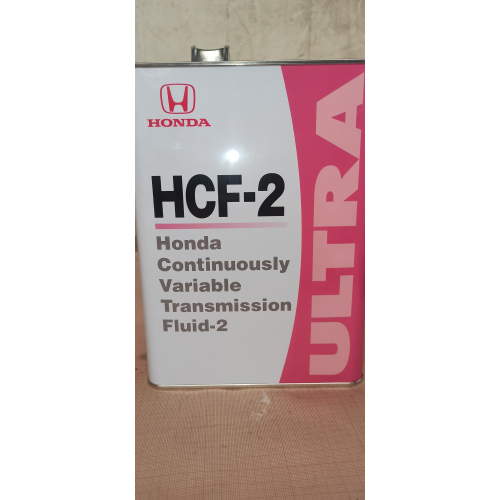 HONDA
HCF-2
Honda
Continuously
Variable
Transmission
Fluid-2
ULTRA